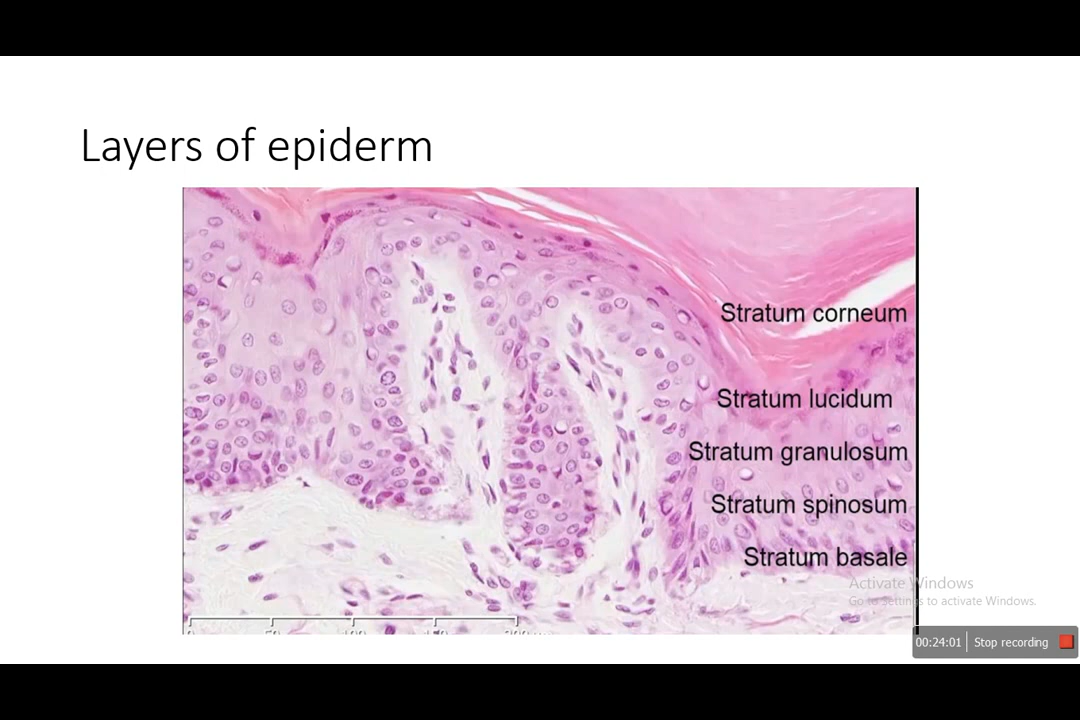 Layers of epiderm
Stratum corneum
Stratum lucidum
Stratum granulosum
Stratum spinosum
Stratum basale
Activate Windows
Go to Settings to activate Windows.
00:24:01 Stop recording